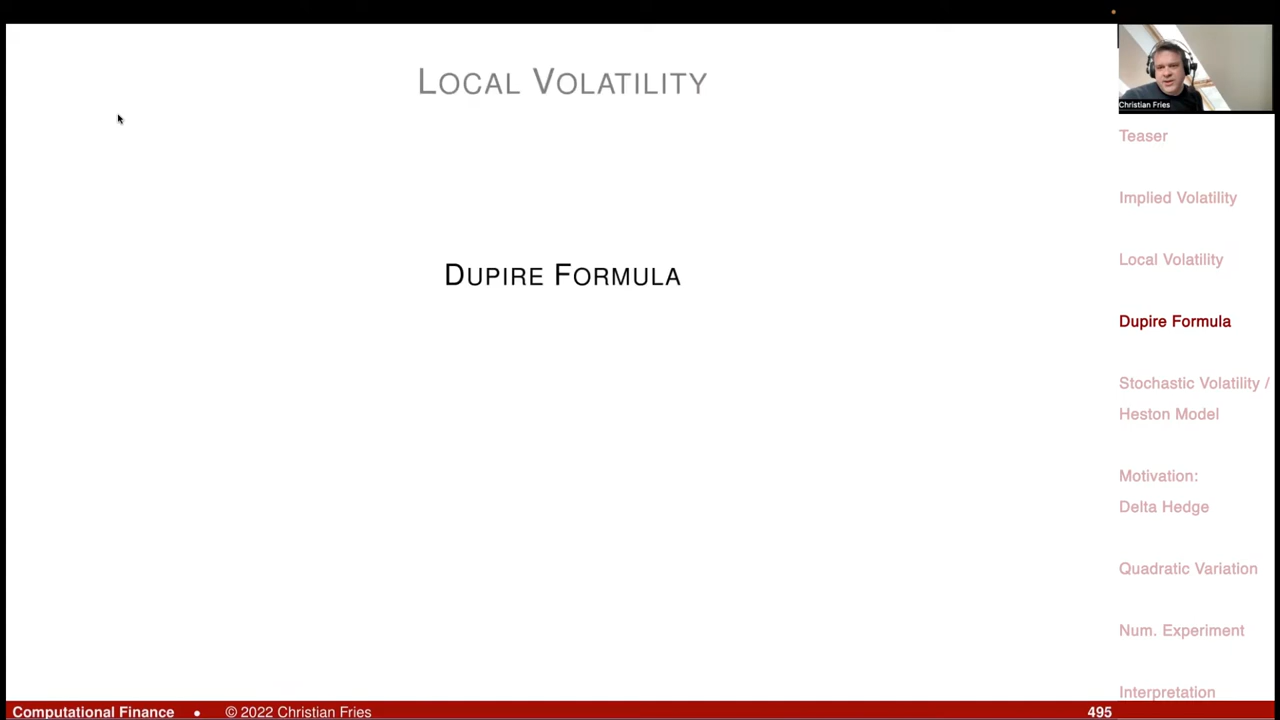 LOCAL VOLATILITY
DUPIRE FORMULA
Christian Fries
Teaser
Implied Volatility
Local Volatility
Dupire Formula
Stochastic Volatility /
Heston Model
Motivation:
Delta Hedge
Quadratic Variation
Num. Experiment
Interpretation
Computational Finance • © 2022 Christian Fries 495